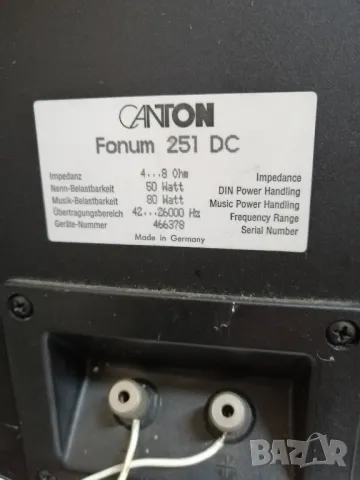 CANTON
Fonum 251 DC
Impedanz 4...8 Ohm Impedance
Nenn-Belastbarkeit 50 Watt DIN Power Handling
Musik-Belastbarkeit 80 Watt Music Power Handling
Übertragungsbereich 42...26000 Hz Frequency Range
Geräte-Nummer 466378 Serial Number
Made in Germany
BAZAR